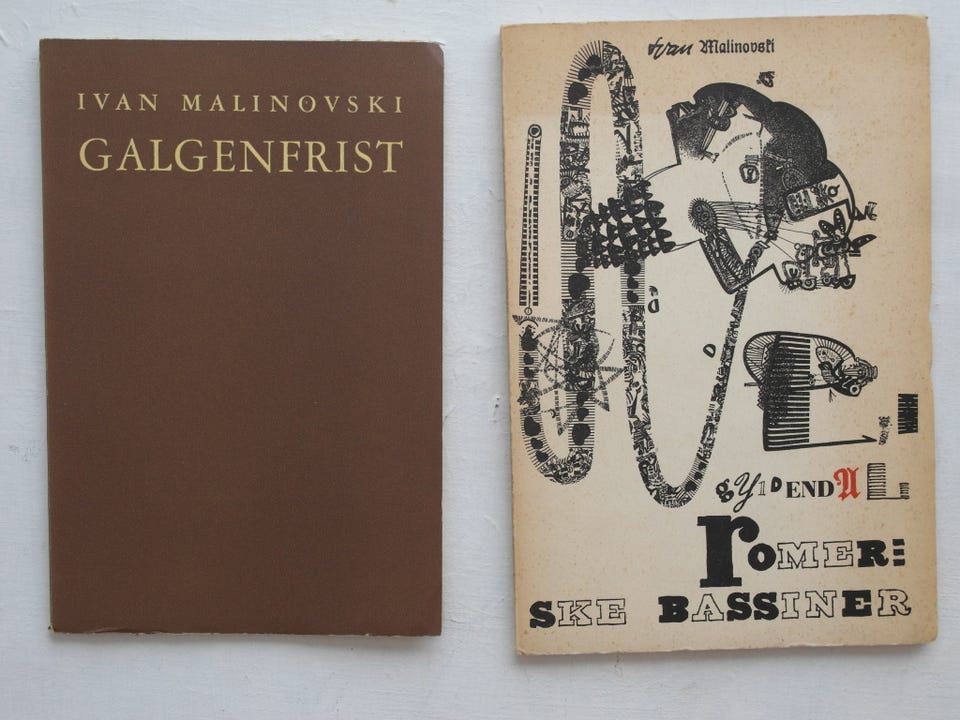 IVAN MALINOVSKI
GALGENFRIST
Ivan Malinovski
gylDENDAL
rOMER=
SKE BASSINER